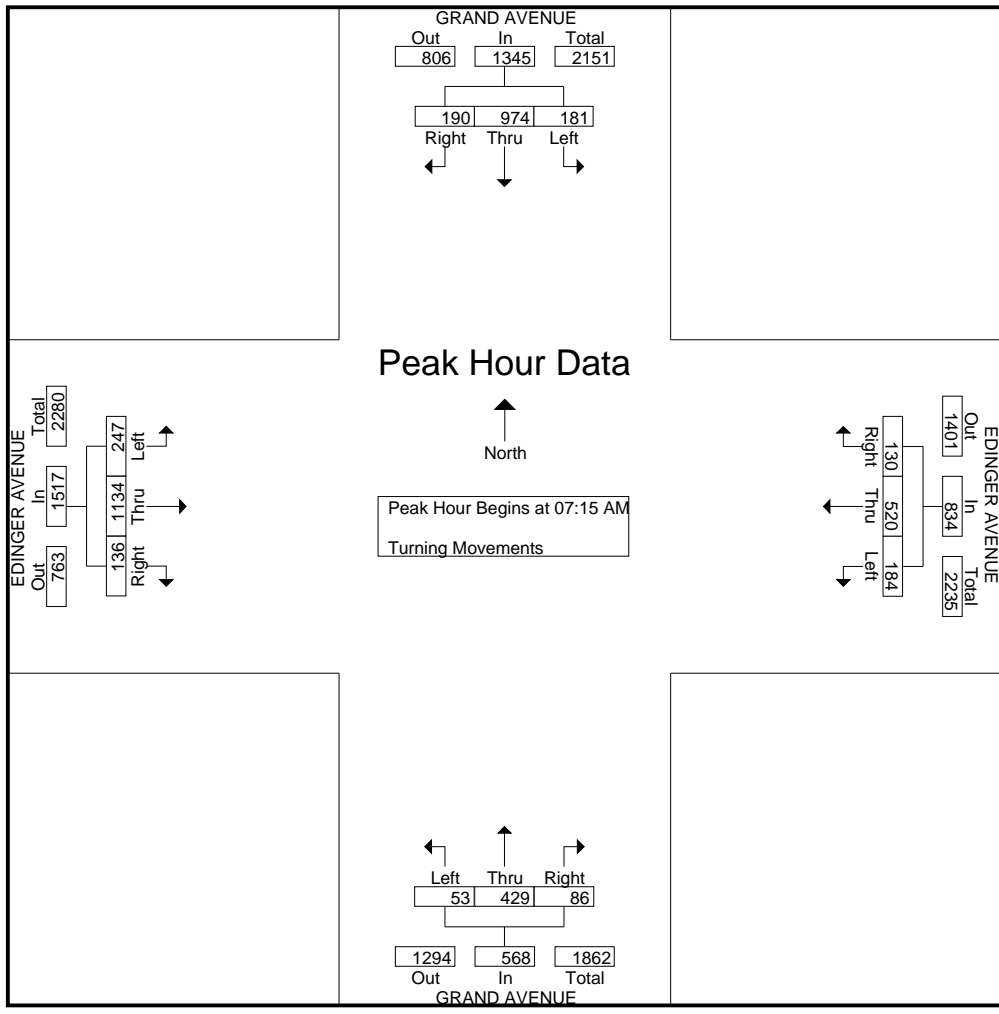 GRAND AVENUE
Out In Total
806 1345 2151
190 974 181
Right Thru Left
Peak Hour Data
North
Peak Hour Begins at 07:15 AM
Turning Movements
EDINGER AVENUE
Total In Out
2280 1517 763
247 1134 136
Left Thru Right
EDINGER AVENUE
Out In Total
1401 834 2235
130 520 184
Right Thru Left
Left Thru Right
53 429 86
1294 568 1862
Out In Total
GRAND AVENUE